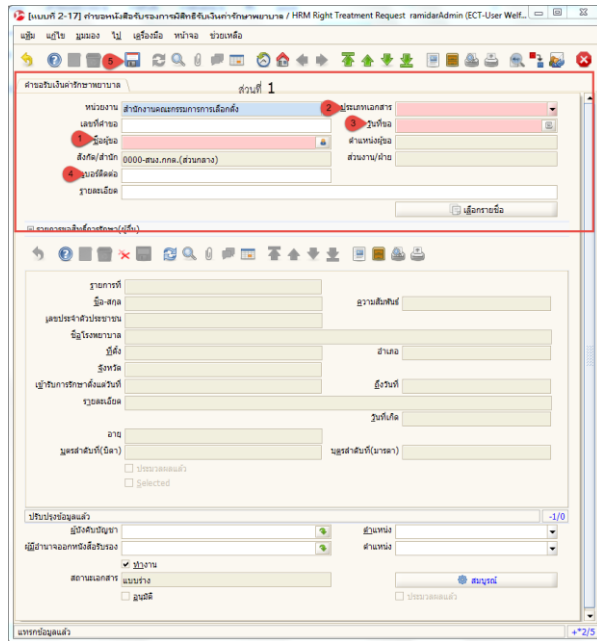 [แบบที่ 2-17] คำขอหนังสือรับรองการมีสิทธิรับเงินค่ารักษาพยาบาล / HRM Right Treatment Request ramidarAdmin (ECT-User Welf...
แฟ้ม แก้ไข มุมมอง ไป เครื่องมือ หน้าจอ ช่วยเหลือ
5
คำขอรับเงินค่ารักษาพยาบาล ส่วนที่ 1
หน่วยงาน สำนักงานคณะกรรมการการเลือกตั้ง 2 ประเภทเอกสาร
เลขที่คำขอ 3 วันที่ขอ
1 ชื่อผู้ขอ ตำแหน่งผู้ขอ
สังกัด/สำนัก 0000-สนง.กกต.(ส่วนกลาง) ส่วนงาน/ฝ่าย
4 เบอร์ติดต่อ
รายละเอียด
เลือกรายชื่อ
รายการขอสิทธิ์การรักษา(ผู้อื่น)
รายการที่
ชื่อ-สกุล ความสัมพันธ์
เลขประจำตัวประชาชน
ชื่อโรงพยาบาล
ที่ตั้ง อำเภอ
จังหวัด
เข้ารับการรักษาตั้งแต่วันที่ ถึงวันที่
รายละเอียด
วันที่เกิด
อายุ
บุตรลำดับที่(บิดา) บุตรลำดับที่(มารดา)
ประมวลผลแล้ว
Selected
ปรับปรุงข้อมูลแล้ว -1/0
ผู้บังคับบัญชา ตำแหน่ง
ผู้มีอำนาจออกหนังสือรับรอง ตำแหน่ง
ทำงาน
สถานะเอกสาร แบบร่าง สมบูรณ์
อนุมัติ ประมวลผลแล้ว
แทรกข้อมูลแล้ว +*2/5